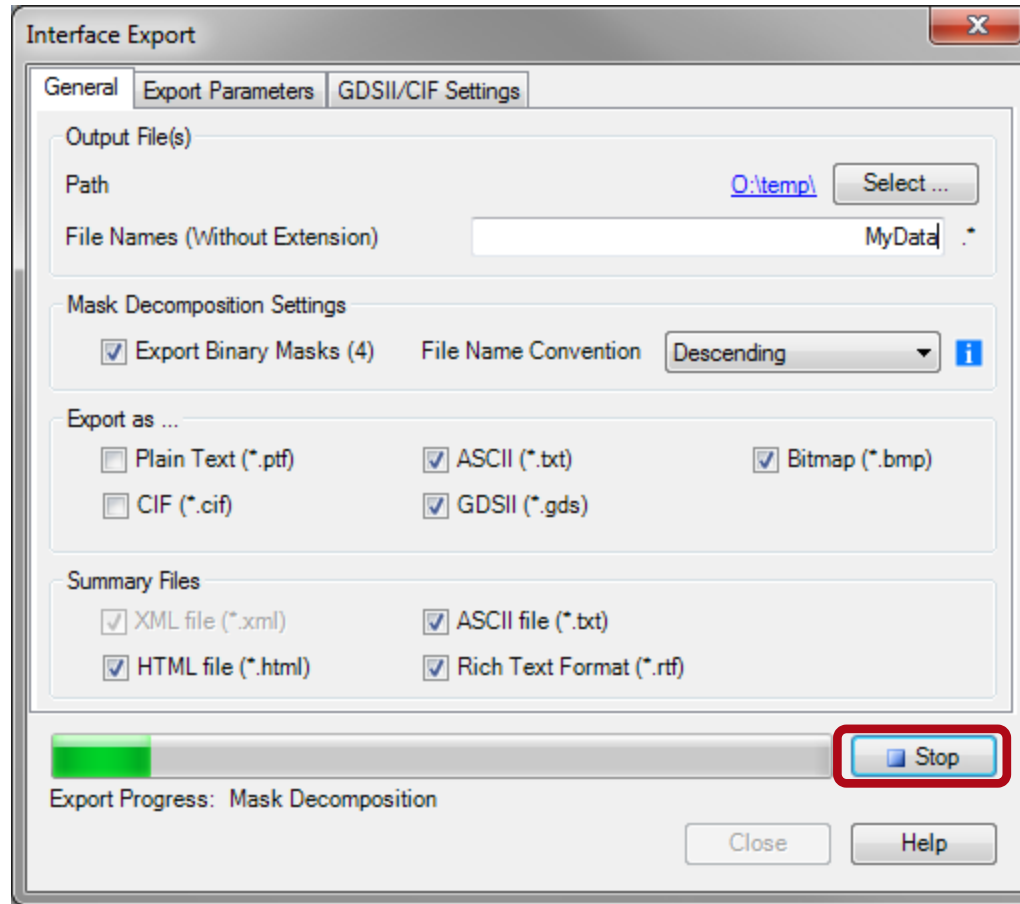 Interface Export
General Export Parameters GDSII/CIF Settings
Output File(s)
Path O:\temp\ Select ...
File Names (Without Extension) MyData .*
Mask Decomposition Settings
Export Binary Masks (4) File Name Convention Descending i
Export as ...
Plain Text (*.ptf) ASCII (*.txt) Bitmap (*.bmp)
CIF (*.cif) GDSII (*.gds)
Summary Files
XML file (*.xml) ASCII file (*.txt)
HTML file (*.html) Rich Text Format (*.rtf)
Stop
Export Progress: Mask Decomposition
Close Help